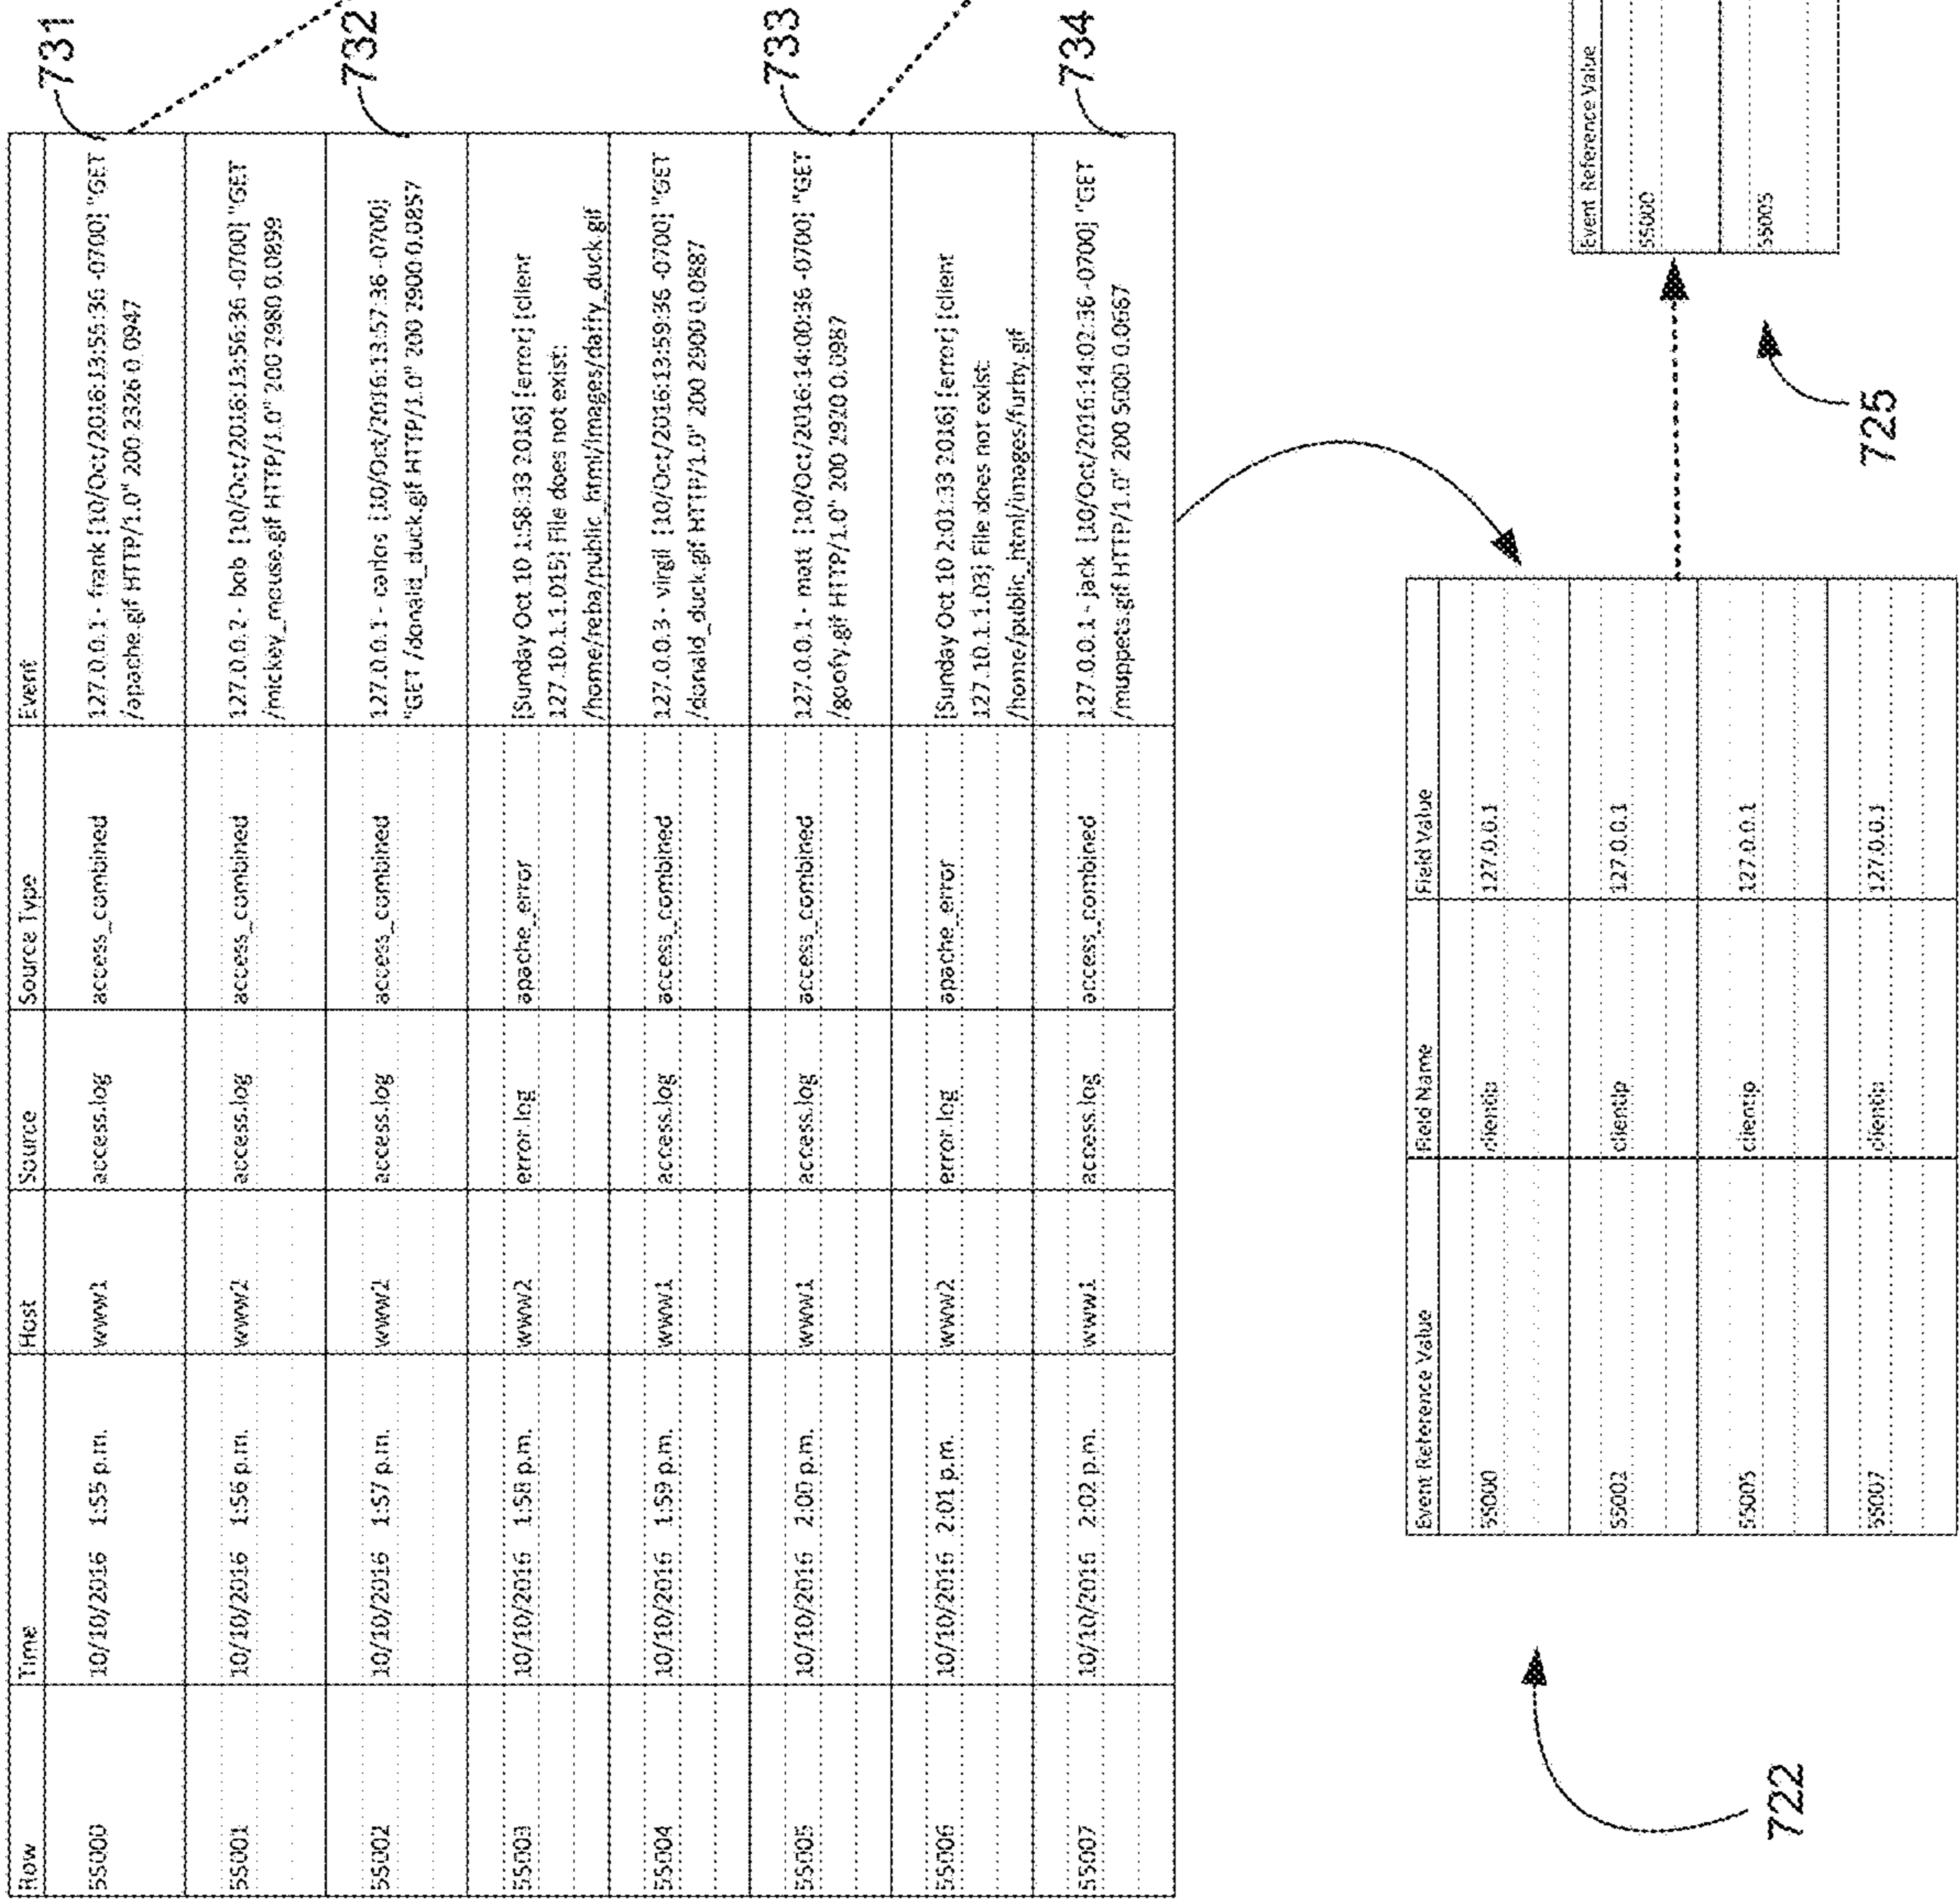 Row Time Host Source Source Type Event
55000 10/10/2016 1:55 p.m. www1 access.log access_combined 127.0.0.1 - frank [10/Oct/2016:13:55:36 -0700] "GET
/apache.gif HTTP/1.0" 200 2326 0.0947
731
55001 10/10/2016 1:56 p.m. www2 access.log access_combined 127.0.0.2 - bob [10/Oct/2016:13:56:36 -0700] "GET
/mickey_mouse.gif HTTP/1.0" 200 2980 0.0899
55002 10/10/2016 1:57 p.m. www2 access.log access_combined 127.0.0.1 - carlos [10/Oct/2016:13:57:36 -0700]
"GET /donald_duck.gif HTTP/1.0" 200 2900 0.0857
732
55003 10/10/2016 1:58 p.m. www2 error.log apache_error [Sunday Oct 10 1:58:33 2016] [error] [client
127.10.1.1.015] File does not exist:
/home/reba/public_html/images/daffy_duck.gif
55004 10/10/2016 1:59 p.m. www1 access.log access_combined 127.0.0.3 - virgil [10/Oct/2016:13:59:36 -0700] "GET
/donald_duck.gif HTTP/1.0" 200 2900 0.0887
55005 10/10/2016 2:00 p.m. www1 access.log access_combined 127.0.0.1 - matt [10/Oct/2016:14:00:36 -0700] "GET
/goofy.gif HTTP/1.0" 200 2920 0.0987
733
55006 10/10/2016 2:01 p.m. www2 error.log apache_error [Sunday Oct 10 2:01:33 2016] [error] [client
127.10.1.1.03] File does not exist:
/home/public_html/images/furby.gif
55007 10/10/2016 2:02 p.m. www1 access.log access_combined 127.0.0.1 - jack [10/Oct/2016:14:02:36 -0700] "GET
/muppets.gif HTTP/1.0" 200 5000 0.0667
734
722
Event Reference Value Field Name Field Value
55000 clientip 127.0.0.1
55002 clientip 127.0.0.1
55005 clientip 127.0.0.1
55007 clientip 127.0.0.1
725
Event Reference Value
55000
55005